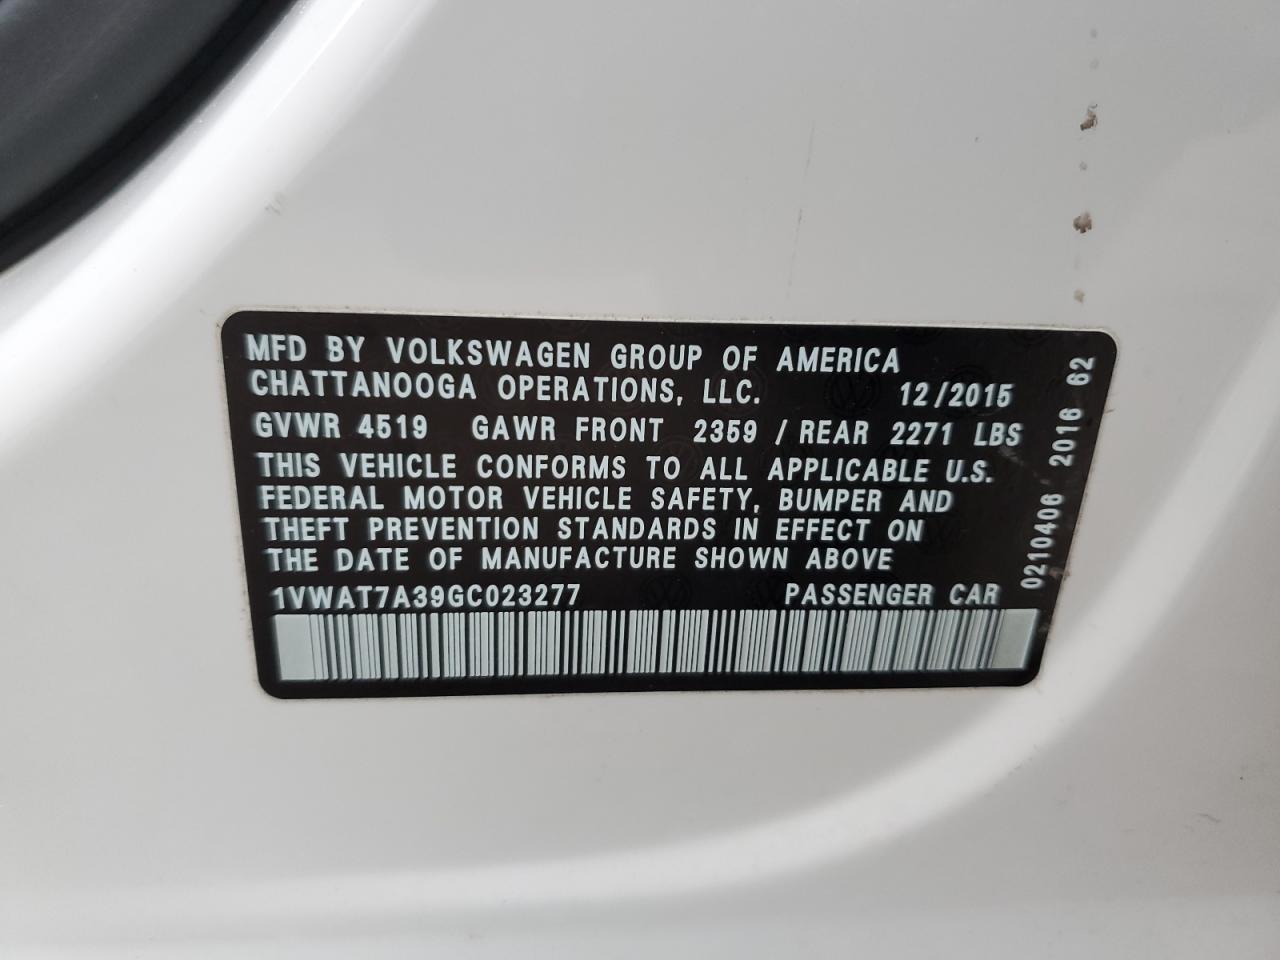 MFD BY VOLKSWAGEN GROUP OF AMERICA
CHATTANOOGA OPERATIONS, LLC. 12/2015
GVWR 4519 GAWR FRONT 2359 / REAR 2271 LBS
THIS VEHICLE CONFORMS TO ALL APPLICABLE U.S.
FEDERAL MOTOR VEHICLE SAFETY, BUMPER AND
THEFT PREVENTION STANDARDS IN EFFECT ON
THE DATE OF MANUFACTURE SHOWN ABOVE
1VWAT7A39GC023277 PASSENGER CAR
0210406 2016 62